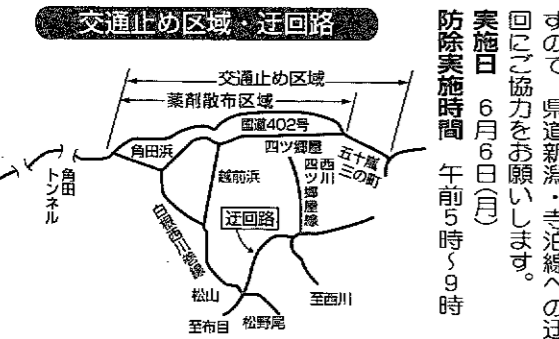 すので、県道新潟・寺泊線への迂
回にご協力をお願いします。
実施日　6月6日(月)
防除実施時間　午前5時〜9時
交通止め区域・迂回路
交通止め区域
薬剤散布区域
国道402号
角田浜
四ツ郷屋
五十嵐
三の町
越前浜
西川
四ツ郷屋線
角田
トンネル
迂回路
松山
至布目
松野尾
至西川